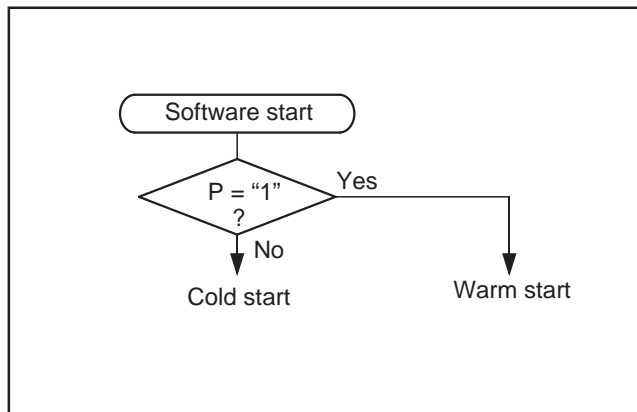 Software start
P = “1”
?
Yes
No
Cold start
Warm start